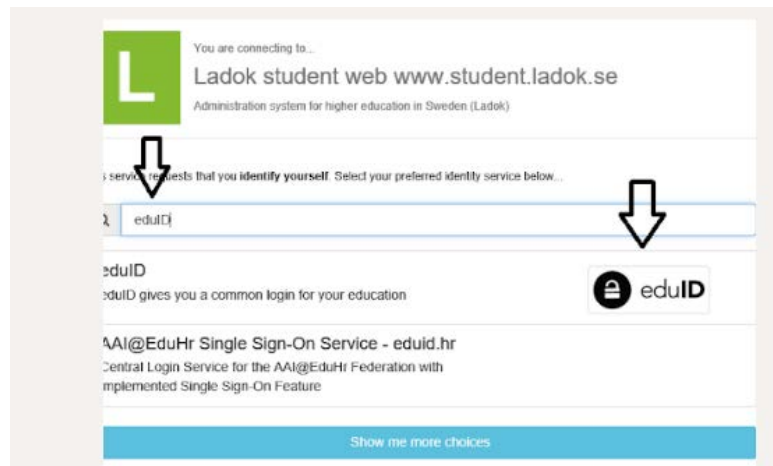 L
You are connecting to...
Ladok student web www.student.ladok.se
Administration system for higher education in Sweden (Ladok)
s service requests that you identify yourself. Select your preferred identity service below...
eduID
eduID
eduID gives you a common login for your education
eduID
AAI@EduHr Single Sign-On Service - eduid.hr
Central Login Service for the AAI@EduHr Federation with
mplemented Single Sign-On Feature
Show me more choices